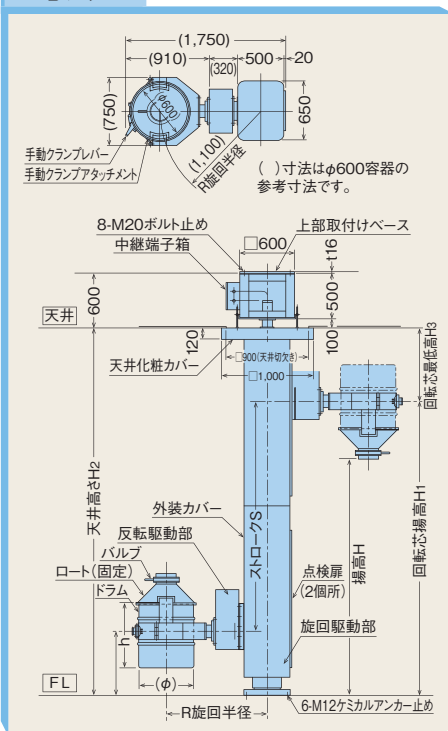 (1,750)
(910)
500
20
(320)
(750)
φ600
650
(1,100)
R旋回半径
手動クランプレバー
手動クランプアタッチメント
( )寸法はφ600容器の
参考寸法です。
8-M20ボルト止め
上部取付けベース
中継端子箱
□600
t16
600
500
天井
120
100
□900(天井切欠き)
天井化粧カバー
□1,000
回転芯最低高H3
天井高さH2
ストロークS
外装カバー
反転駆動部
バルブ
ロート(固定)
ドラム
揚高H
回転芯揚高H1
点検扉
(2個所)
旋回駆動部
h
(φ)
FL
R旋回半径
6-M12ケミカルアンカー止め